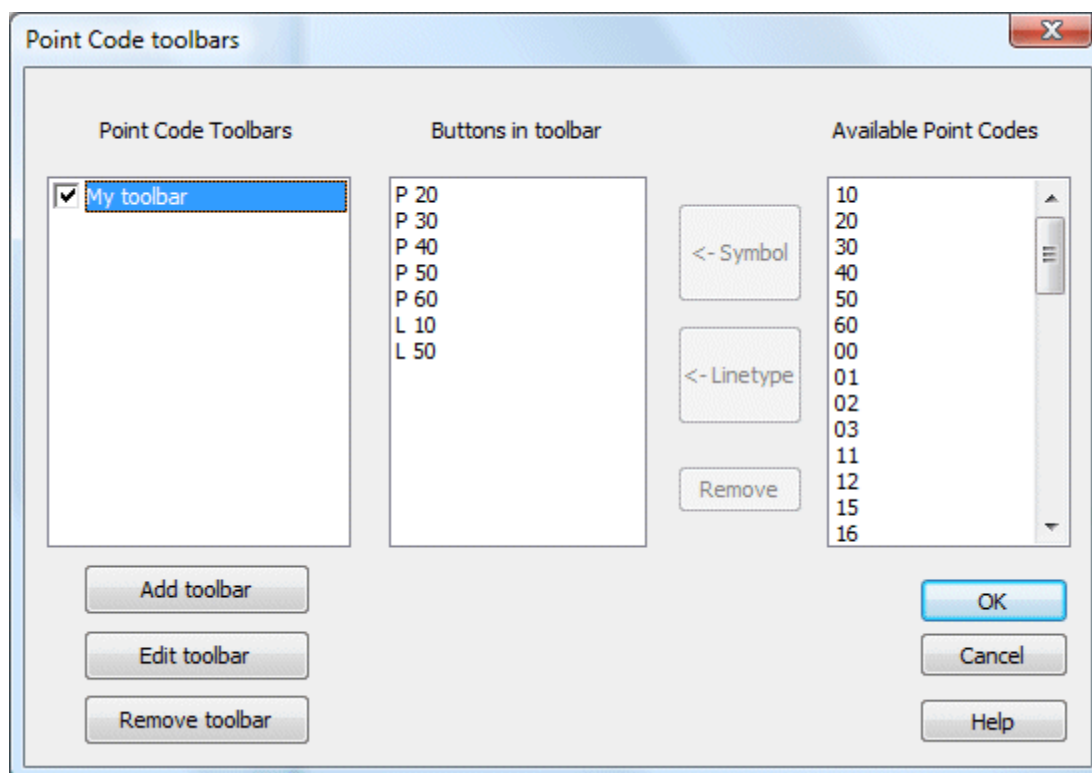 Point Code toolbars
Point Code Toolbars
Buttons in toolbar
Available Point Codes
My toolbar
P 20
P 30
P 40
P 50
P 60
L 10
L 50
<- Symbol
<- Linetype
Remove
10
20
30
40
50
60
00
01
02
03
11
12
15
16
Add toolbar
Edit toolbar
Remove toolbar
OK
Cancel
Help